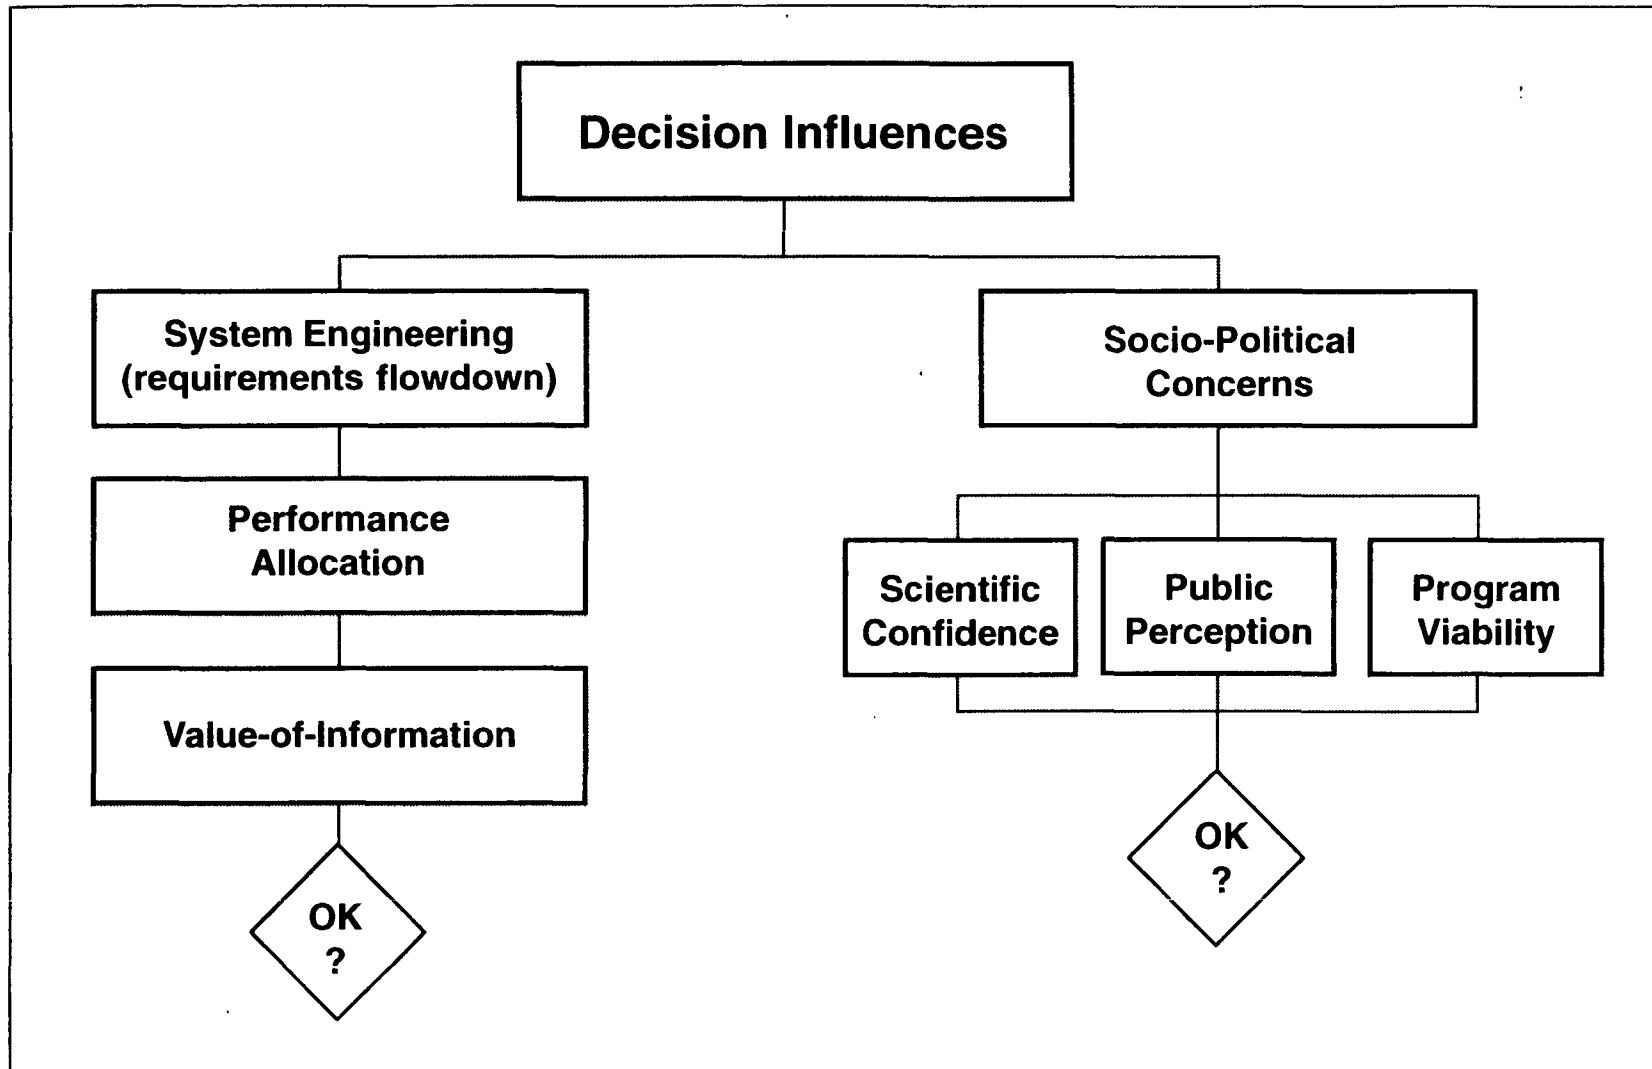 Decision Influences
System Engineering
(requirements flowdown)
Performance
Allocation
Value-of-Information
OK
?
Socio-Political
Concerns
Scientific
Confidence
Public
Perception
Program
Viability
OK
?